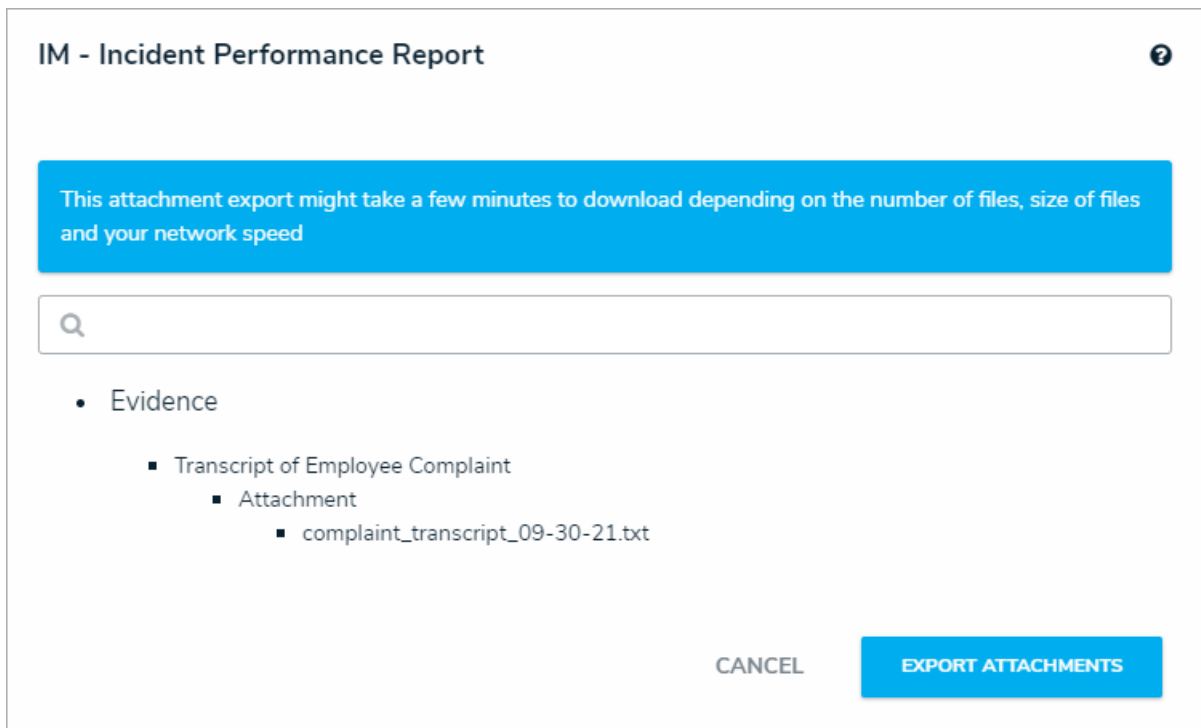 IM - Incident Performance Report
This attachment export might take a few minutes to download depending on the number of files, size of files
and your network speed
Evidence
Transcript of Employee Complaint
Attachment
complaint_transcript_09-30-21.txt
CANCEL
EXPORT ATTACHMENTS